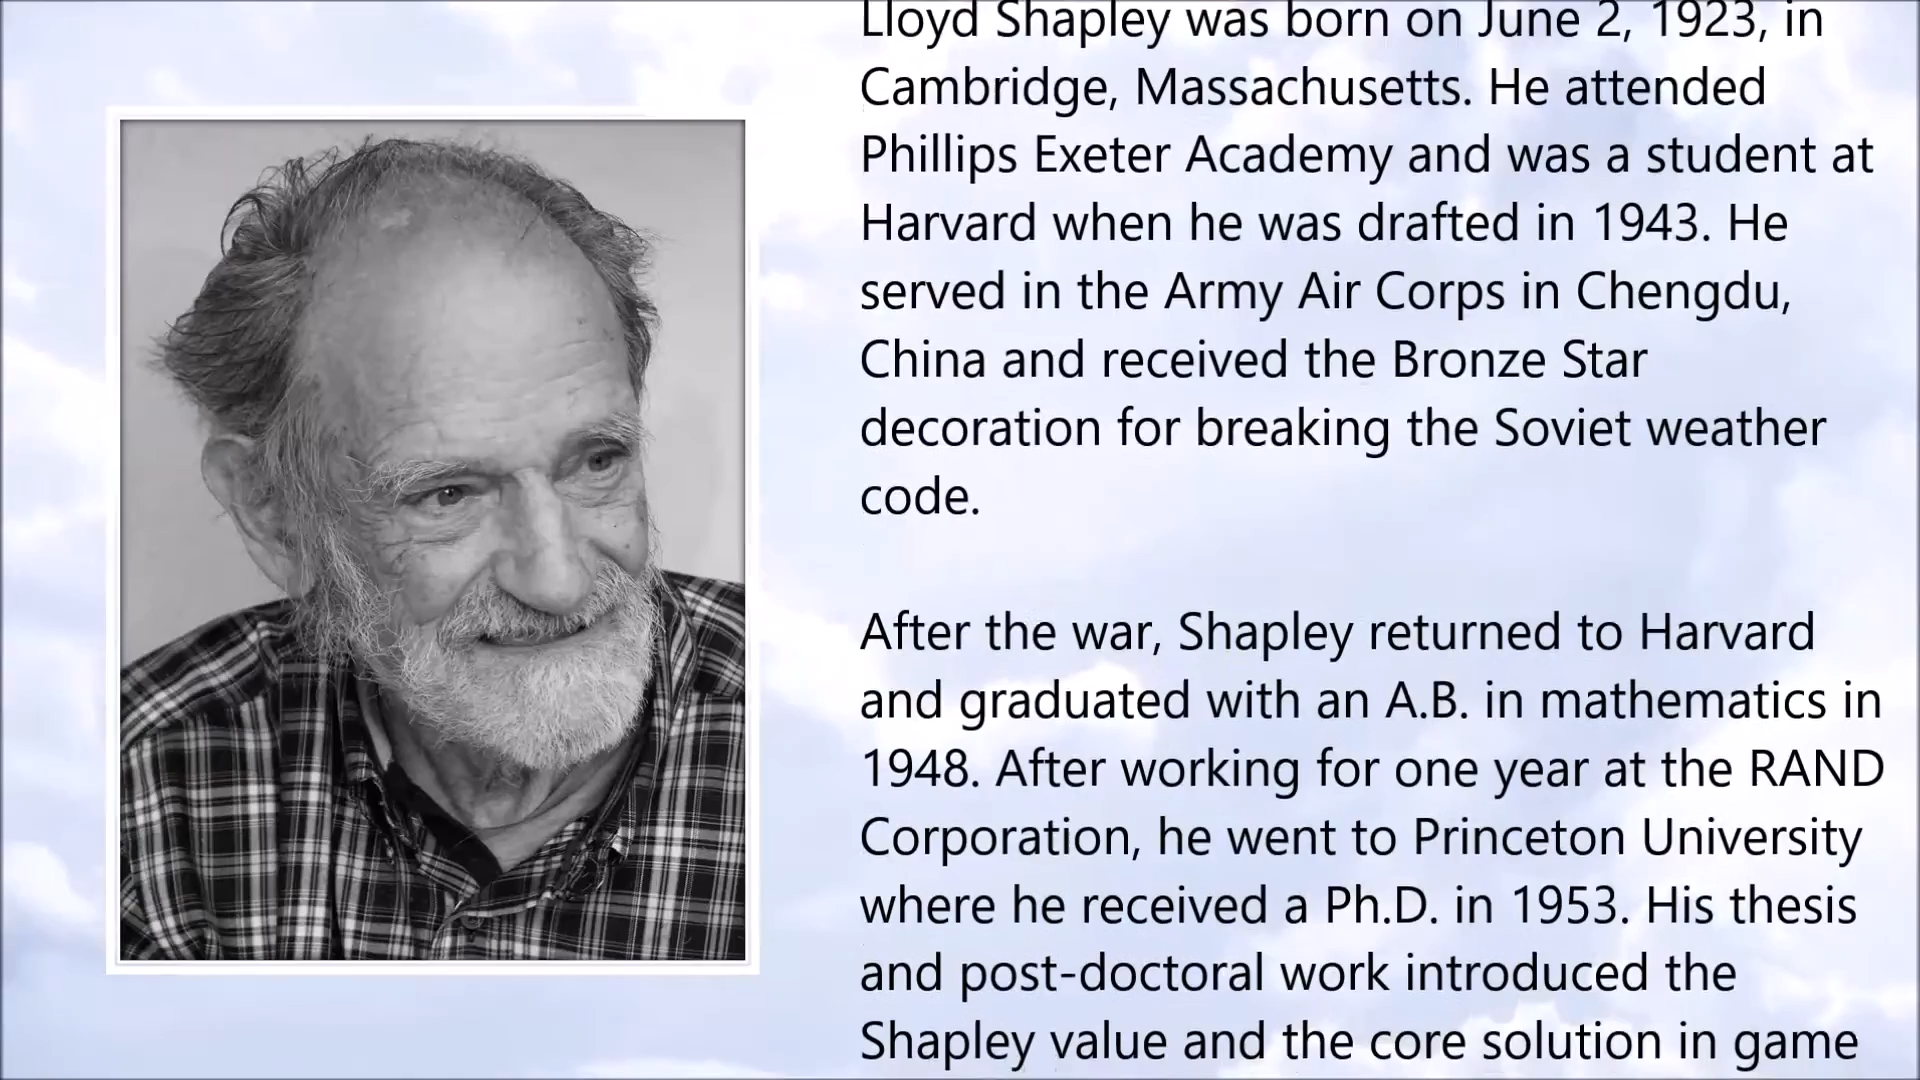 Lloyd Shapley was born on June 2, 1923, in
Cambridge, Massachusetts. He attended
Phillips Exeter Academy and was a student at
Harvard when he was drafted in 1943. He
served in the Army Air Corps in Chengdu,
China and received the Bronze Star
decoration for breaking the Soviet weather
code.
After the war, Shapley returned to Harvard
and graduated with an A.B. in mathematics in
1948. After working for one year at the RAND
Corporation, he went to Princeton University
where he received a Ph.D. in 1953. His thesis
and post-doctoral work introduced the
Shapley value and the core solution in game